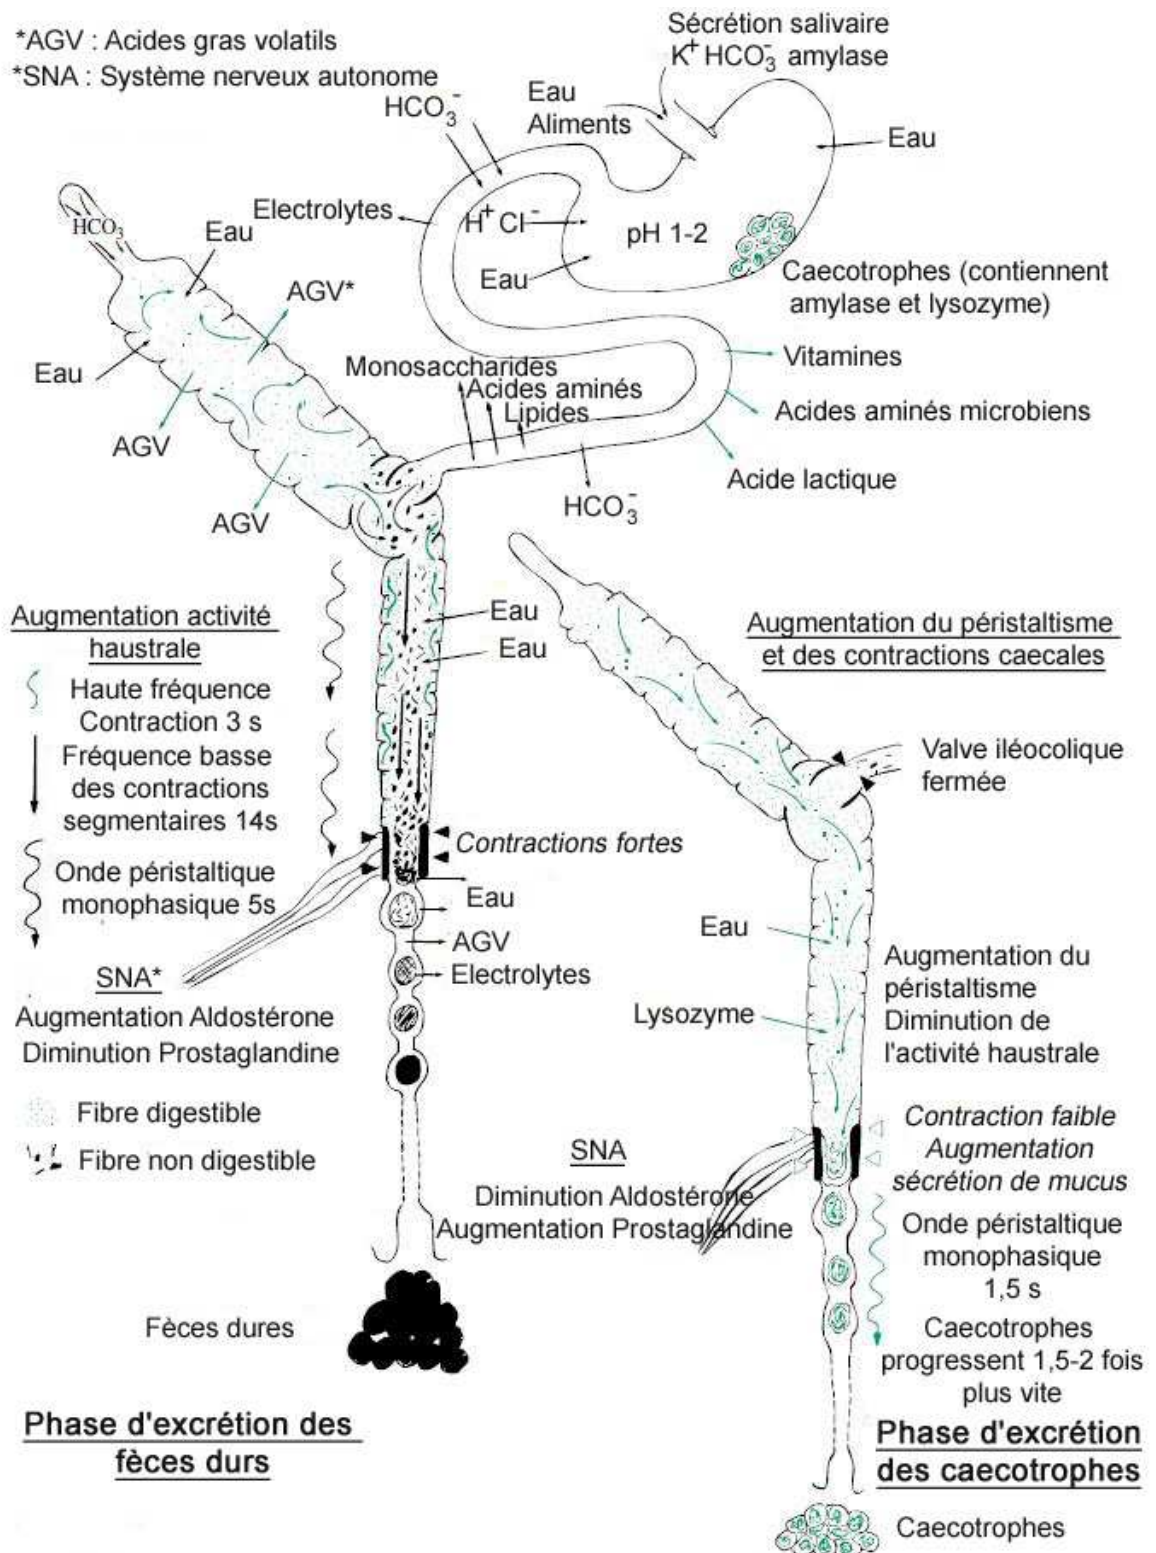 *AGV : Acides gras volatils
*SNA : Système nerveux autonome
Sécrétion salivaire
K+ HCO3- amylase
HCO3-
Eau
Aliments
Eau
Electrolytes
H+ Cl-
pH 1-2
Eau
Caecotrophes (contiennent
amylase et lysozyme)
HCO3
Eau
AGV*
Eau
AGV
AGV
Monosaccharides
Acides aminés
Lipides
HCO3-
Vitamines
Acides aminés microbiens
Acide lactique
Augmentation activité
haustrale
Haute fréquence
Contraction 3 s
Fréquence basse
des contractions
segmentaires 14s
Onde péristaltique
monophasique 5s
Eau
Eau
Contractions fortes
Eau
AGV
Electrolytes
SNA*
Augmentation Aldostérone
Diminution Prostaglandine
Fibre digestible
Fibre non digestible
Fèces dures
Phase d'excrétion des
fèces durs
Augmentation du péristaltisme
et des contractions caecales
Valve iléocolique
fermée
Eau
Lysozyme
Augmentation du
péristaltisme
Diminution de
l'activité haustrale
SNA
Diminution Aldostérone
Augmentation Prostaglandine
Contraction faible
Augmentation
sécrétion de mucus
Onde péristaltique
monophasique
1,5 s
Caecotrophes
progressent 1,5-2 fois
plus vite
Phase d'excrétion
des caecotrophes
Caecotrophes